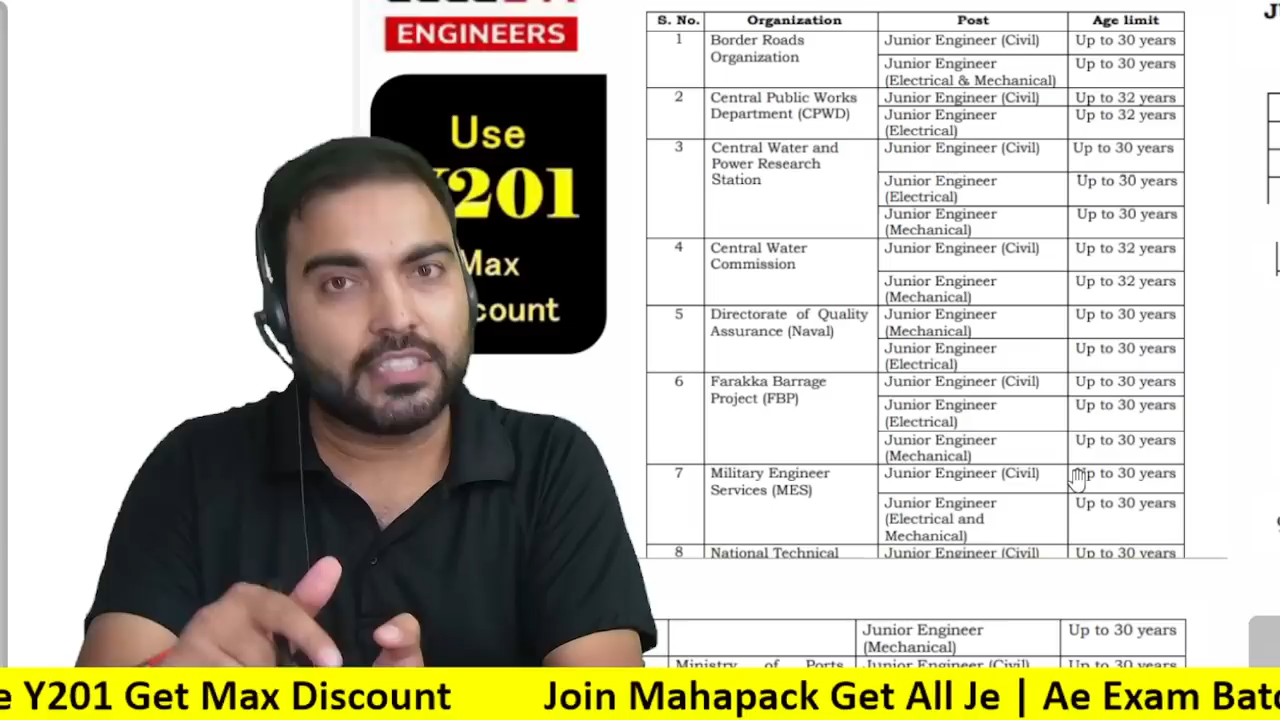 ENGINEERS
Use
Y201
Max
count
S. No. Organization Post Age limit
1 Border Roads Organization Junior Engineer (Civil) Up to 30 years
Junior Engineer (Electrical & Mechanical) Up to 30 years
2 Central Public Works Department (CPWD) Junior Engineer (Civil) Up to 32 years
Junior Engineer (Electrical) Up to 32 years
3 Central Water and Power Research Station Junior Engineer (Civil) Up to 30 years
Junior Engineer (Electrical) Up to 30 years
Junior Engineer (Mechanical) Up to 30 years
4 Central Water Commission Junior Engineer (Civil) Up to 32 years
Junior Engineer (Mechanical) Up to 32 years
5 Directorate of Quality Assurance (Naval) Junior Engineer (Mechanical) Up to 30 years
Junior Engineer (Electrical) Up to 30 years
6 Farakka Barrage Project (FBP) Junior Engineer (Civil) Up to 30 years
Junior Engineer (Electrical) Up to 30 years
Junior Engineer (Mechanical) Up to 30 years
7 Military Engineer Services (MES) Junior Engineer (Civil) Up to 30 years
Junior Engineer (Electrical and Mechanical) Up to 30 years
8 National Technical Junior Engineer (Civil) Up to 30 years
Junior Engineer (Mechanical) Up to 30 years
Ministry of Ports Junior Engineer (Civil) Up to 30 years
e Y201 Get Max Discount Join Mahapack Get All Je | Ae Exam Batc